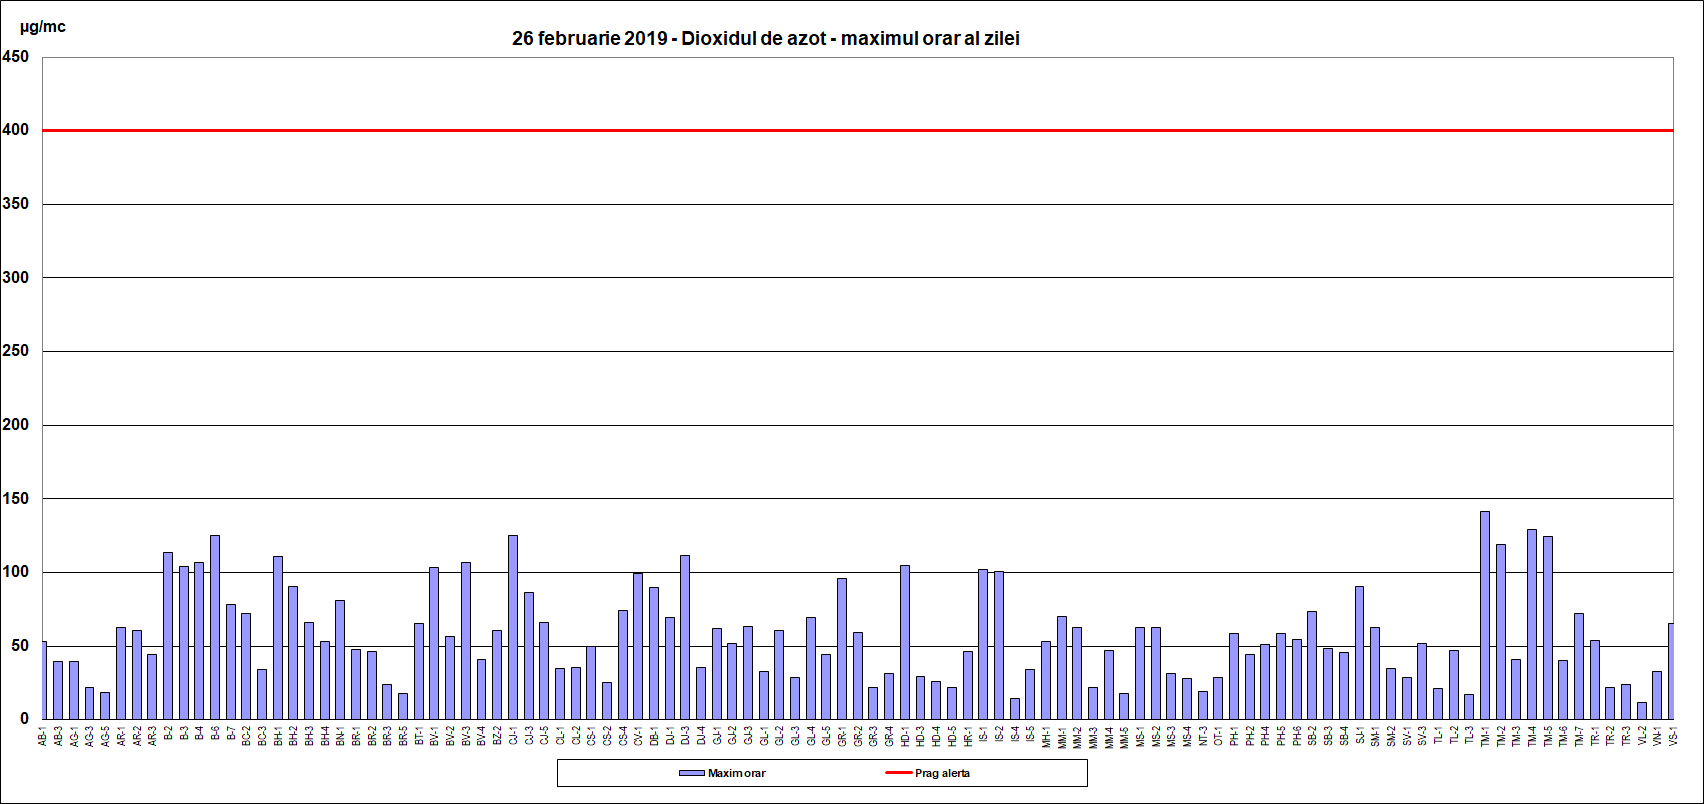 µg/mc
26 februarie 2019 - Dioxidul de azot - maximul orar al zilei
450
400
350
300
250
200
150
100
50
0
AB-1 AB-3 AG-1 AG-3 AG-5 AR-1 AR-2 AR-3 B-2 B-3 B-4 B-6 B-7 BC-2 BC-3 BH-1 BH-2 BH-3 BH-4 BN-1 BR-1 BR-2 BR-3 BR-5 BT-1 BV-1 BV-2 BV-3 BV-4 BZ-2 CJ-1 CJ-3 CJ-5 CL-1 CL-2 CS-1 CS-2 CS-4 CV-1 DB-1 DJ-1 DJ-3 DJ-4 GJ-1 GJ-2 GJ-3 GL-1 GL-2 GL-3 GL-4 GL-5 GR-1 GR-2 GR-3 GR-4 HD-1 HD-3 HD-4 HD-5 HR-1 IS-1 IS-2 IS-4 IS-5 MH-1 MM-1 MM-2 MM-3 MM-4 MM-5 MS-1 MS-2 MS-3 MS-4 NT-3 OT-1 PH-1 PH-2 PH-4 PH-5 PH-6 SB-2 SB-3 SB-4 SJ-1 SM-1 SM-2 SV-1 SV-3 TL-1 TL-2 TL-3 TM-1 TM-2 TM-3 TM-4 TM-5 TM-6 TM-7 TR-1 TR-2 TR-3 VL-2 VN-1 VS-1
Maxim orar Prag alerta